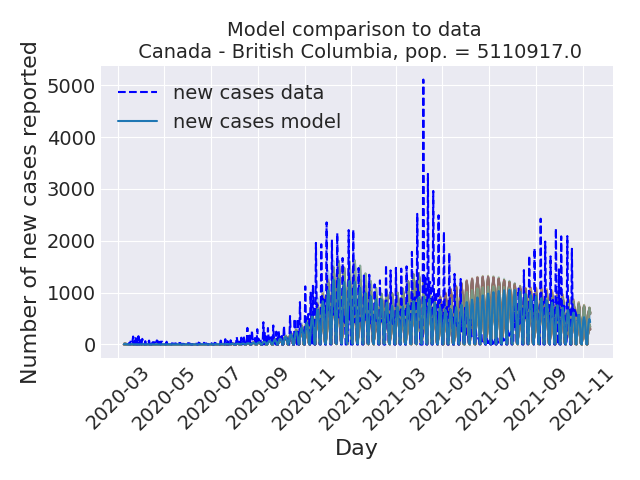 Model comparison to data
Canada - British Columbia, pop. = 5110917.0
Number of new cases reported
5000
4000
3000
2000
1000
0
new cases data
new cases model
2020-03
2020-05
2020-07
2020-09
2020-11
2021-01
2021-03
2021-05
2021-07
2021-09
2021-11
Day